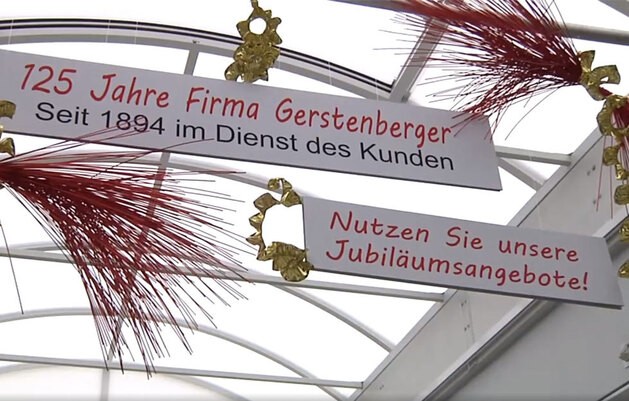 125 Jahre Firma Gerstenberger
Seit 1894 im Dienst des Kunden
Nutzen Sie unsere
Jubiläumsangebote!